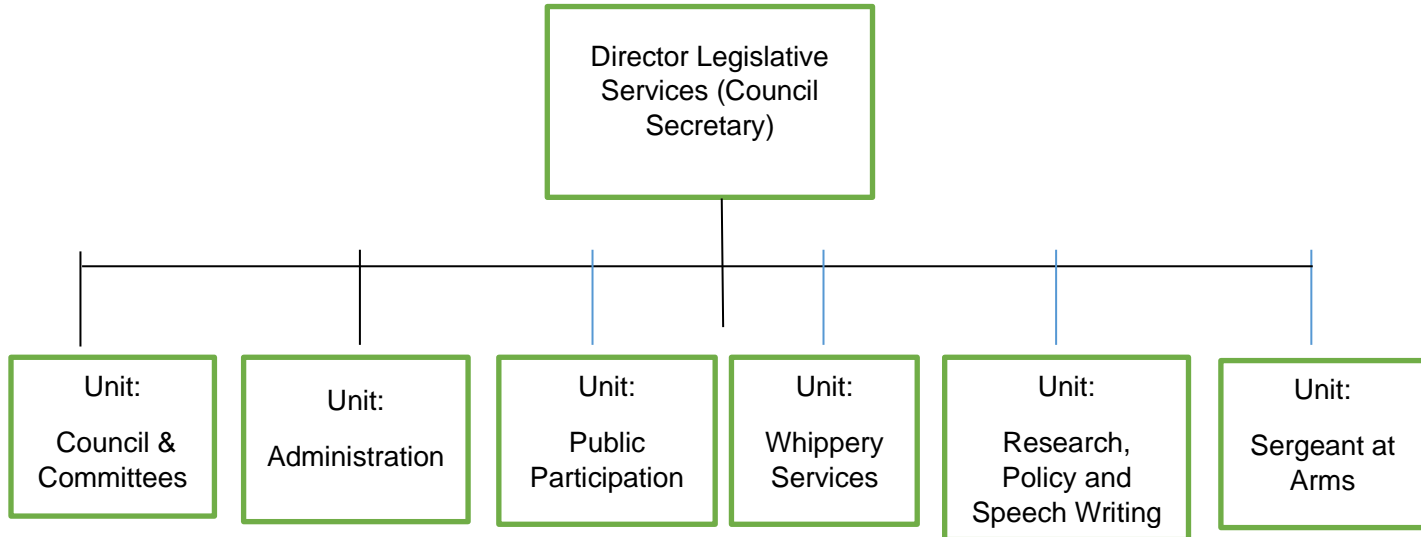 Director Legislative
Services (Council
Secretary)
Unit:
Council &
Committees
Unit:
Administration
Unit:
Public
Participation
Unit:
Whippery
Services
Unit:
Research,
Policy and
Speech Writing
Unit:
Sergeant at
Arms